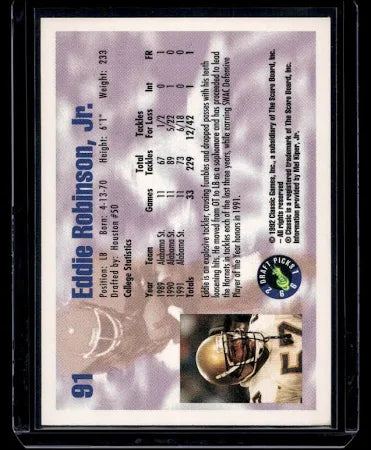 91
Eddie Robinson, Jr.
Position: LB Born: 4-13-70 Height: 6'1" Weight: 233
Drafted by: Houston #50
College Statistics
Year Team Games Total Tackles Tackles For Loss Int FR
1989 Alabama St. 11 67 1/2 0 0
1990 Alabama St. 11 89 5/22 0 0
1991 Alabama St. 11 73 6/18 1 1
Totals 33 229 12/42 1 1
Eddie is an explosive tackler, causing fumbles and dropped passes with his teeth
loosening hits. He moved from OT to LB as a sophomore and has proceeded to lead
the Hornets in tackles each of the last three years, while earning SWAC Defensive
Player of the Year honors in 1991.
© 1992 Classic Games, Inc., a subsidiary of The Score Board, Inc.
- All rights reserved
® Classic is a registered trademark of The Score Board, Inc.
Information provided by Mel Kiper, Jr.
DRAFT PICKS
1992
57